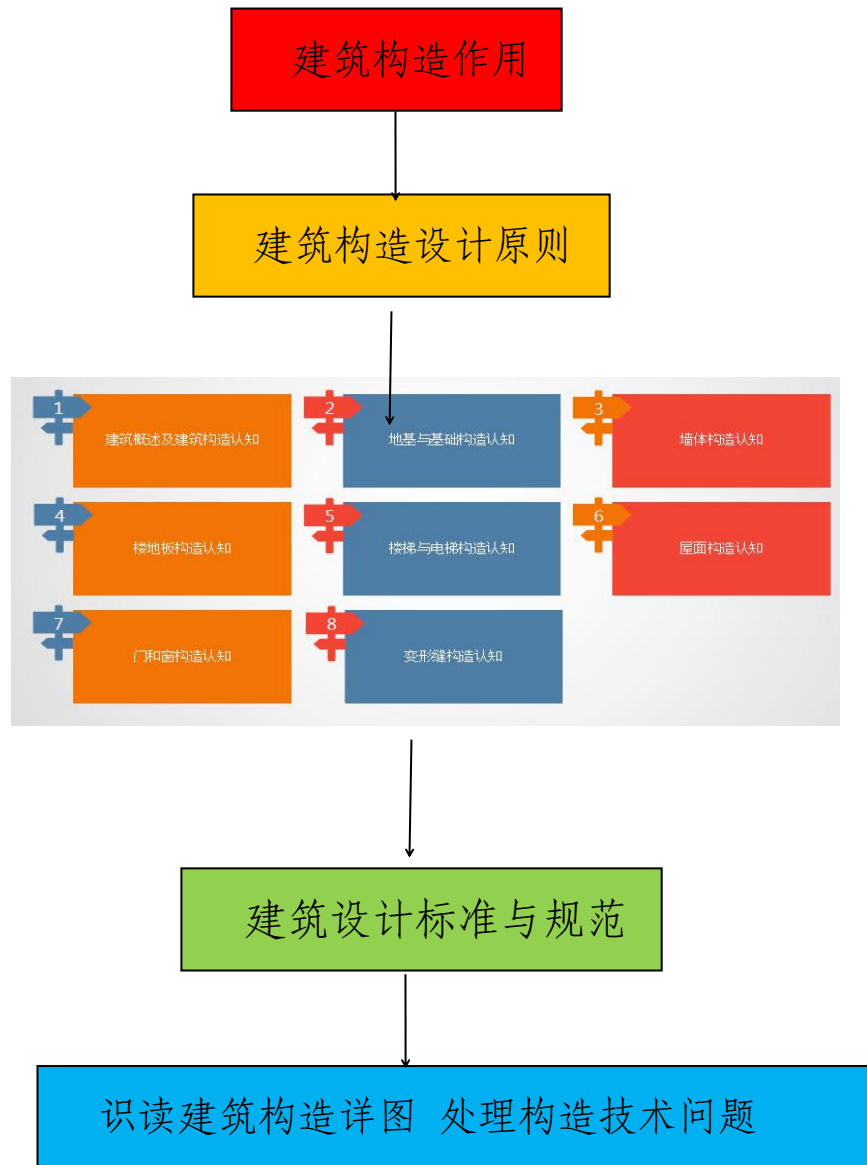 建筑构造作用
建筑构造设计原则
1
建筑概述及建筑构造认知
2
地基与基础构造认知
3
墙体构造认知
4
楼地板构造认知
5
楼梯与电梯构造认知
6
屋面构造认知
7
门和窗构造认知
8
变形缝构造认知
建筑设计标准与规范
识读建筑构造详图 处理构造技术问题